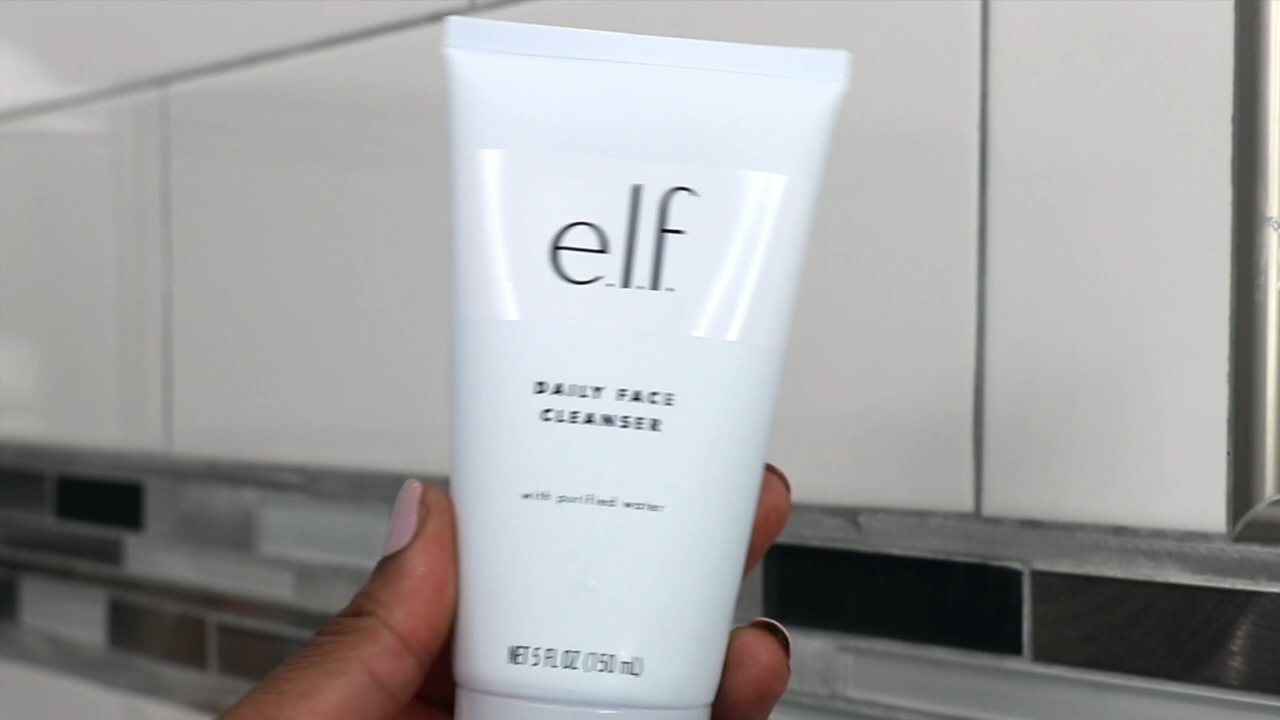 e.l.f.
DAILY FACE
CLEANSER
with purified water
NET 5 FL OZ (150 mL)